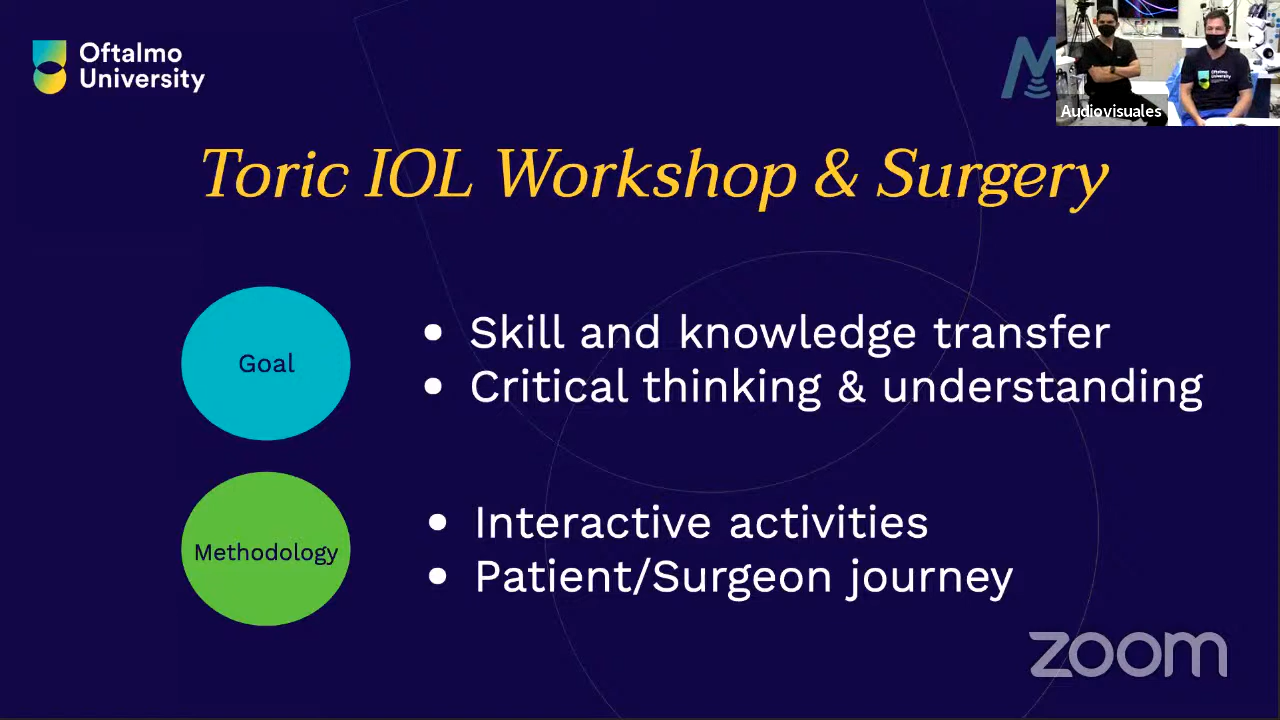 Oftalmo
University
M
Audiovisuales
Toric IOL Workshop & Surgery
Goal
• Skill and knowledge transfer
• Critical thinking & understanding
Methodology
• Interactive activities
• Patient/Surgeon journey
zoom